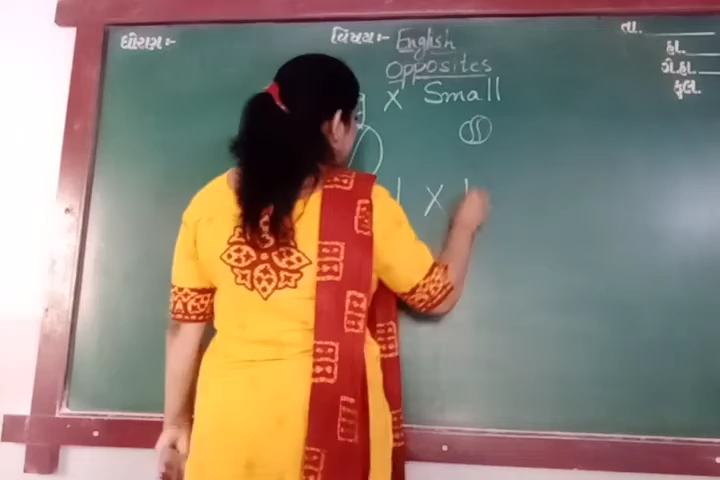 ધોરણ :-
વિષય :- English
તા.
Opposites
હા.
ગે.હા.
કુલ.
x Small
x